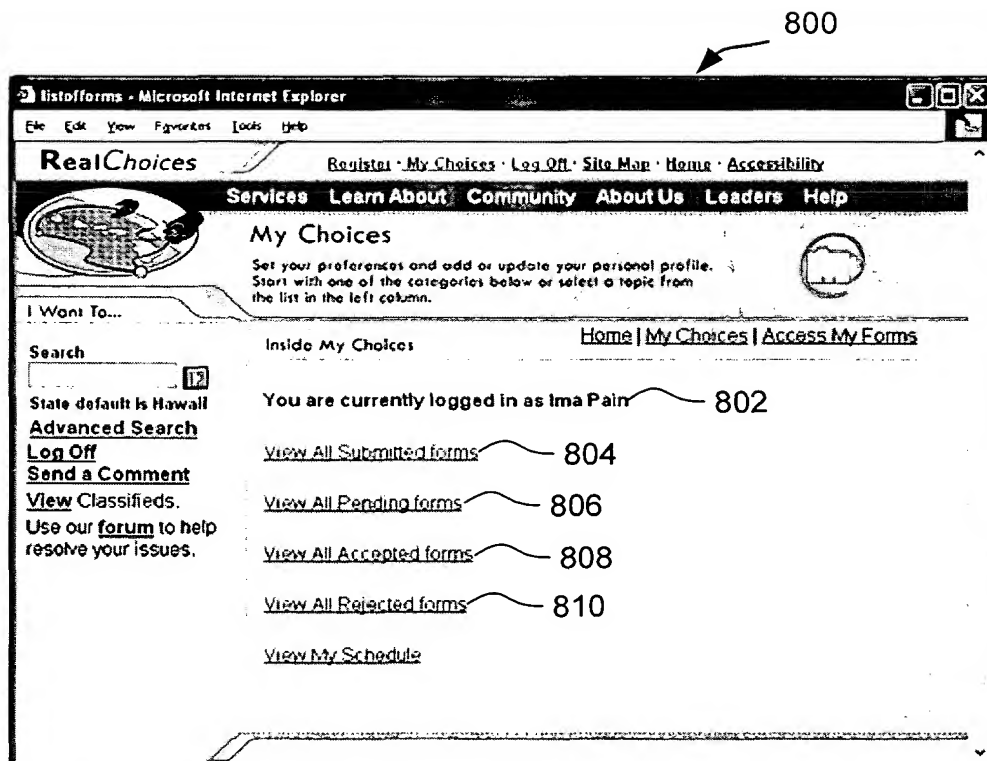 800
listofforms - Microsoft Internet Explorer
File Edit View Favorites Tools Help
RealChoices
Register · My Choices · Log Off · Site Map · Home · Accessibility
Services Learn About Community About Us Leaders Help
My Choices
Set your preferences and add or update your personal profile.
Start with one of the categories below or select a topic from
the list in the left column.
I Want To...
Home | My Choices | Access My Forms
Inside My Choices
Search
State default is Hawaii
Advanced Search
Log Off
Send a Comment
View Classifieds.
Use our forum to help
resolve your issues.
You are currently logged in as Ima Pain 802
View All Submitted forms 804
View All Pending forms 806
View All Accepted forms 808
View All Rejected forms 810
View My Schedule